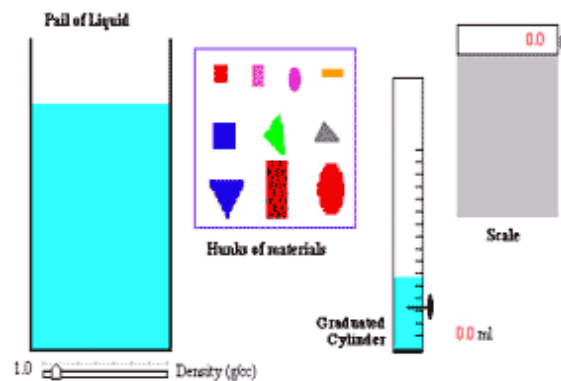 Pail of Liquid
0.0
Hunks of materials
Scale
Graduated
Cylinder
0.0 ml
1.0
Density (g/cc)